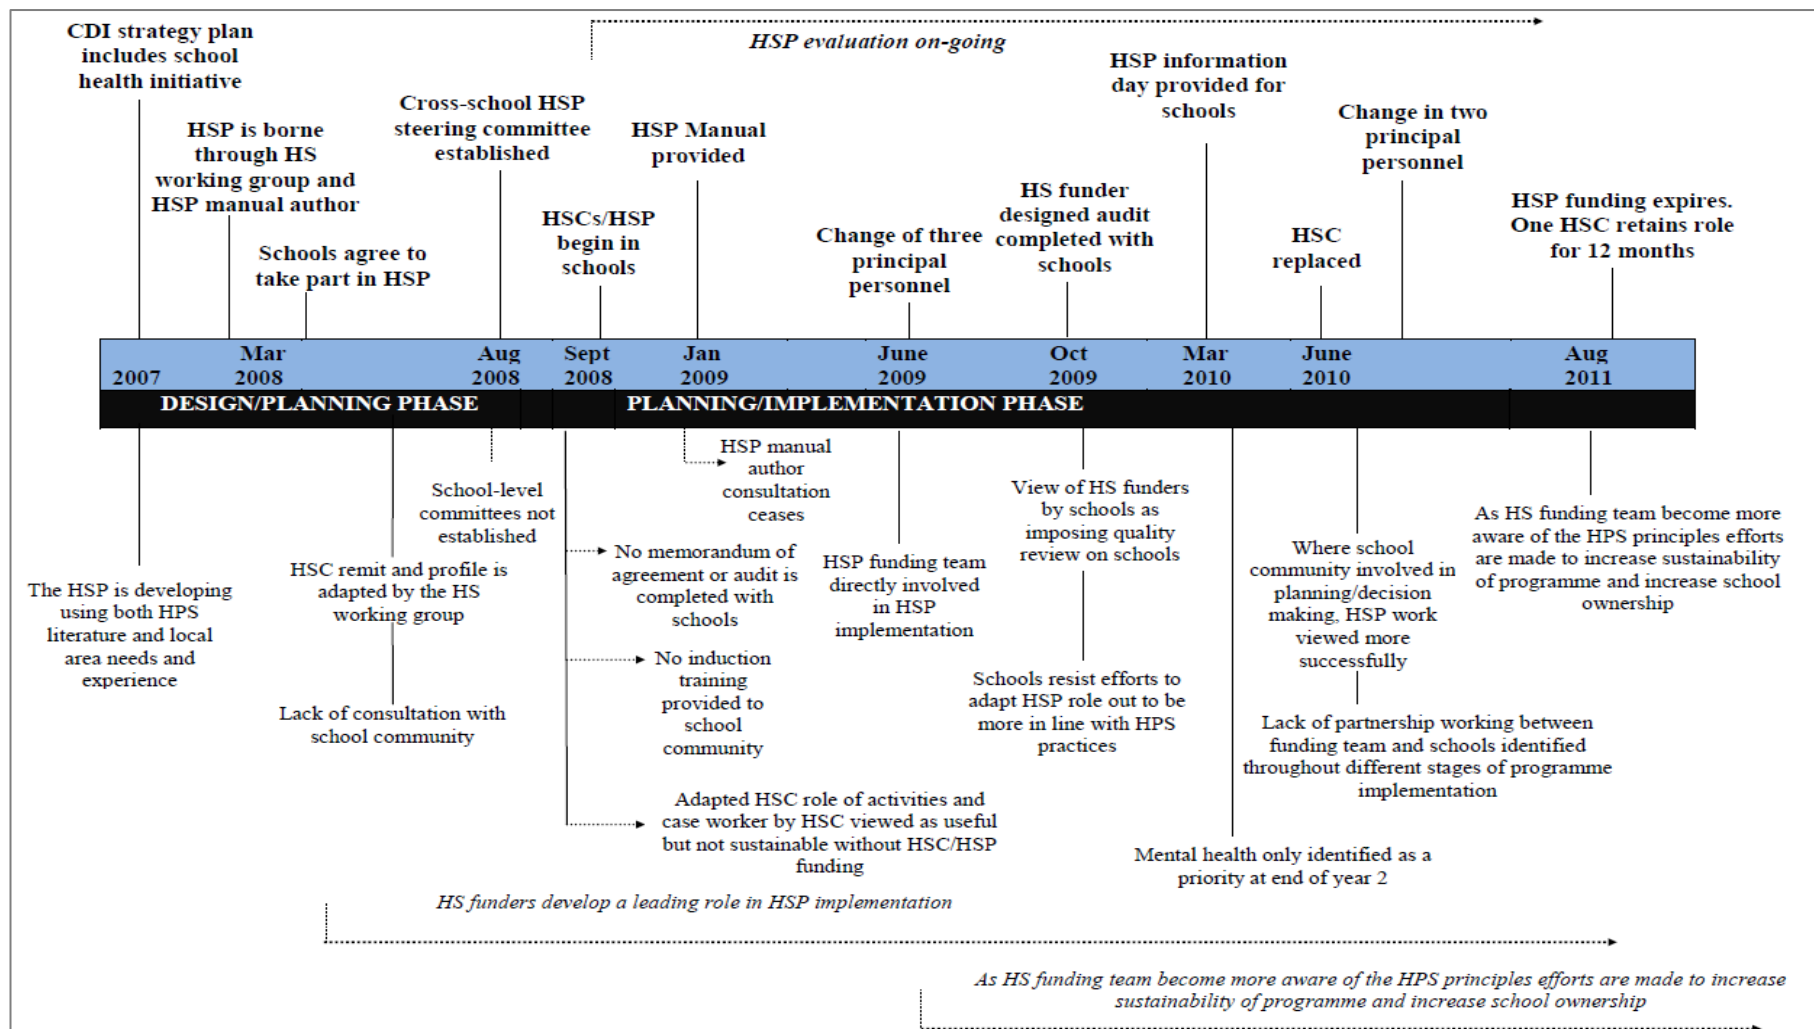 CDI strategy plan
includes school
health initiative
HSP evaluation on-going
HSP is borne
through HS
working group and
HSP manual author
Schools agree to
take part in HSP
Cross-school HSP
steering committee
established
HSCs/HSP
begin in
schools
HSP Manual
provided
Change of three
principal
personnel
HS funder
designed audit
completed with
schools
HSP information
day provided for
schools
HSC
replaced
Change in two
principal
personnel
HSP funding expires.
One HSC retains role
for 12 months
2007
Mar
2008
Aug
2008
Sept
2008
Jan
2009
June
2009
Oct
2009
Mar
2010
June
2010
Aug
2011
DESIGN/PLANNING PHASE
PLANNING/IMPLEMENTATION PHASE
The HSP is developing
using both HPS
literature and local
area needs and
experience
HSC remit and profile is
adapted by the HS
working group
Lack of consultation with
school community
School-level
committees not
established
HSP manual
author
consultation
ceases
No memorandum of
agreement or audit is
completed with
schools
No induction
training
provided to
school
community
Adapted HSC role of activities and
case worker by HSC viewed as useful
but not sustainable without HSC/HSP
funding
HSP funding team
directly involved
in HSP
implementation
View of HS funders
by schools as
imposing quality
review on schools
Schools resist efforts to
adapt HSP role out to be
more in line with HPS
practices
Mental health only identified as a
priority at end of year 2
Where school
community involved in
planning/decision
making, HSP work
viewed more
successfully
Lack of partnership working between
funding team and schools identified
throughout different stages of programme
implementation
As HS funding team become more
aware of the HPS principles efforts
are made to increase sustainability
of programme and increase school
ownership
HS funders develop a leading role in HSP implementation
As HS funding team become more aware of the HPS principles efforts are made to increase
sustainability of programme and increase school ownership